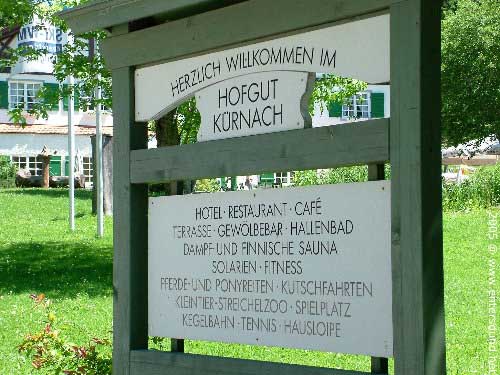 HERZLICH WILLKOMMEN IM
HOFGUT
KÜRNACH
HOTEL · RESTAURANT · CAFÉ
TERRASSE · GEWÖLBEBAR · HALLENBAD
DAMPF- UND FINNISCHE SAUNA
SOLARIEN · FITNESS
PFERDE- UND PONYREITEN · KUTSCHFAHRTEN
KLEINTIER-STREICHELZOO · SPIELPLATZ
KEGELBAHN · TENNIS · HAUSLOIPE